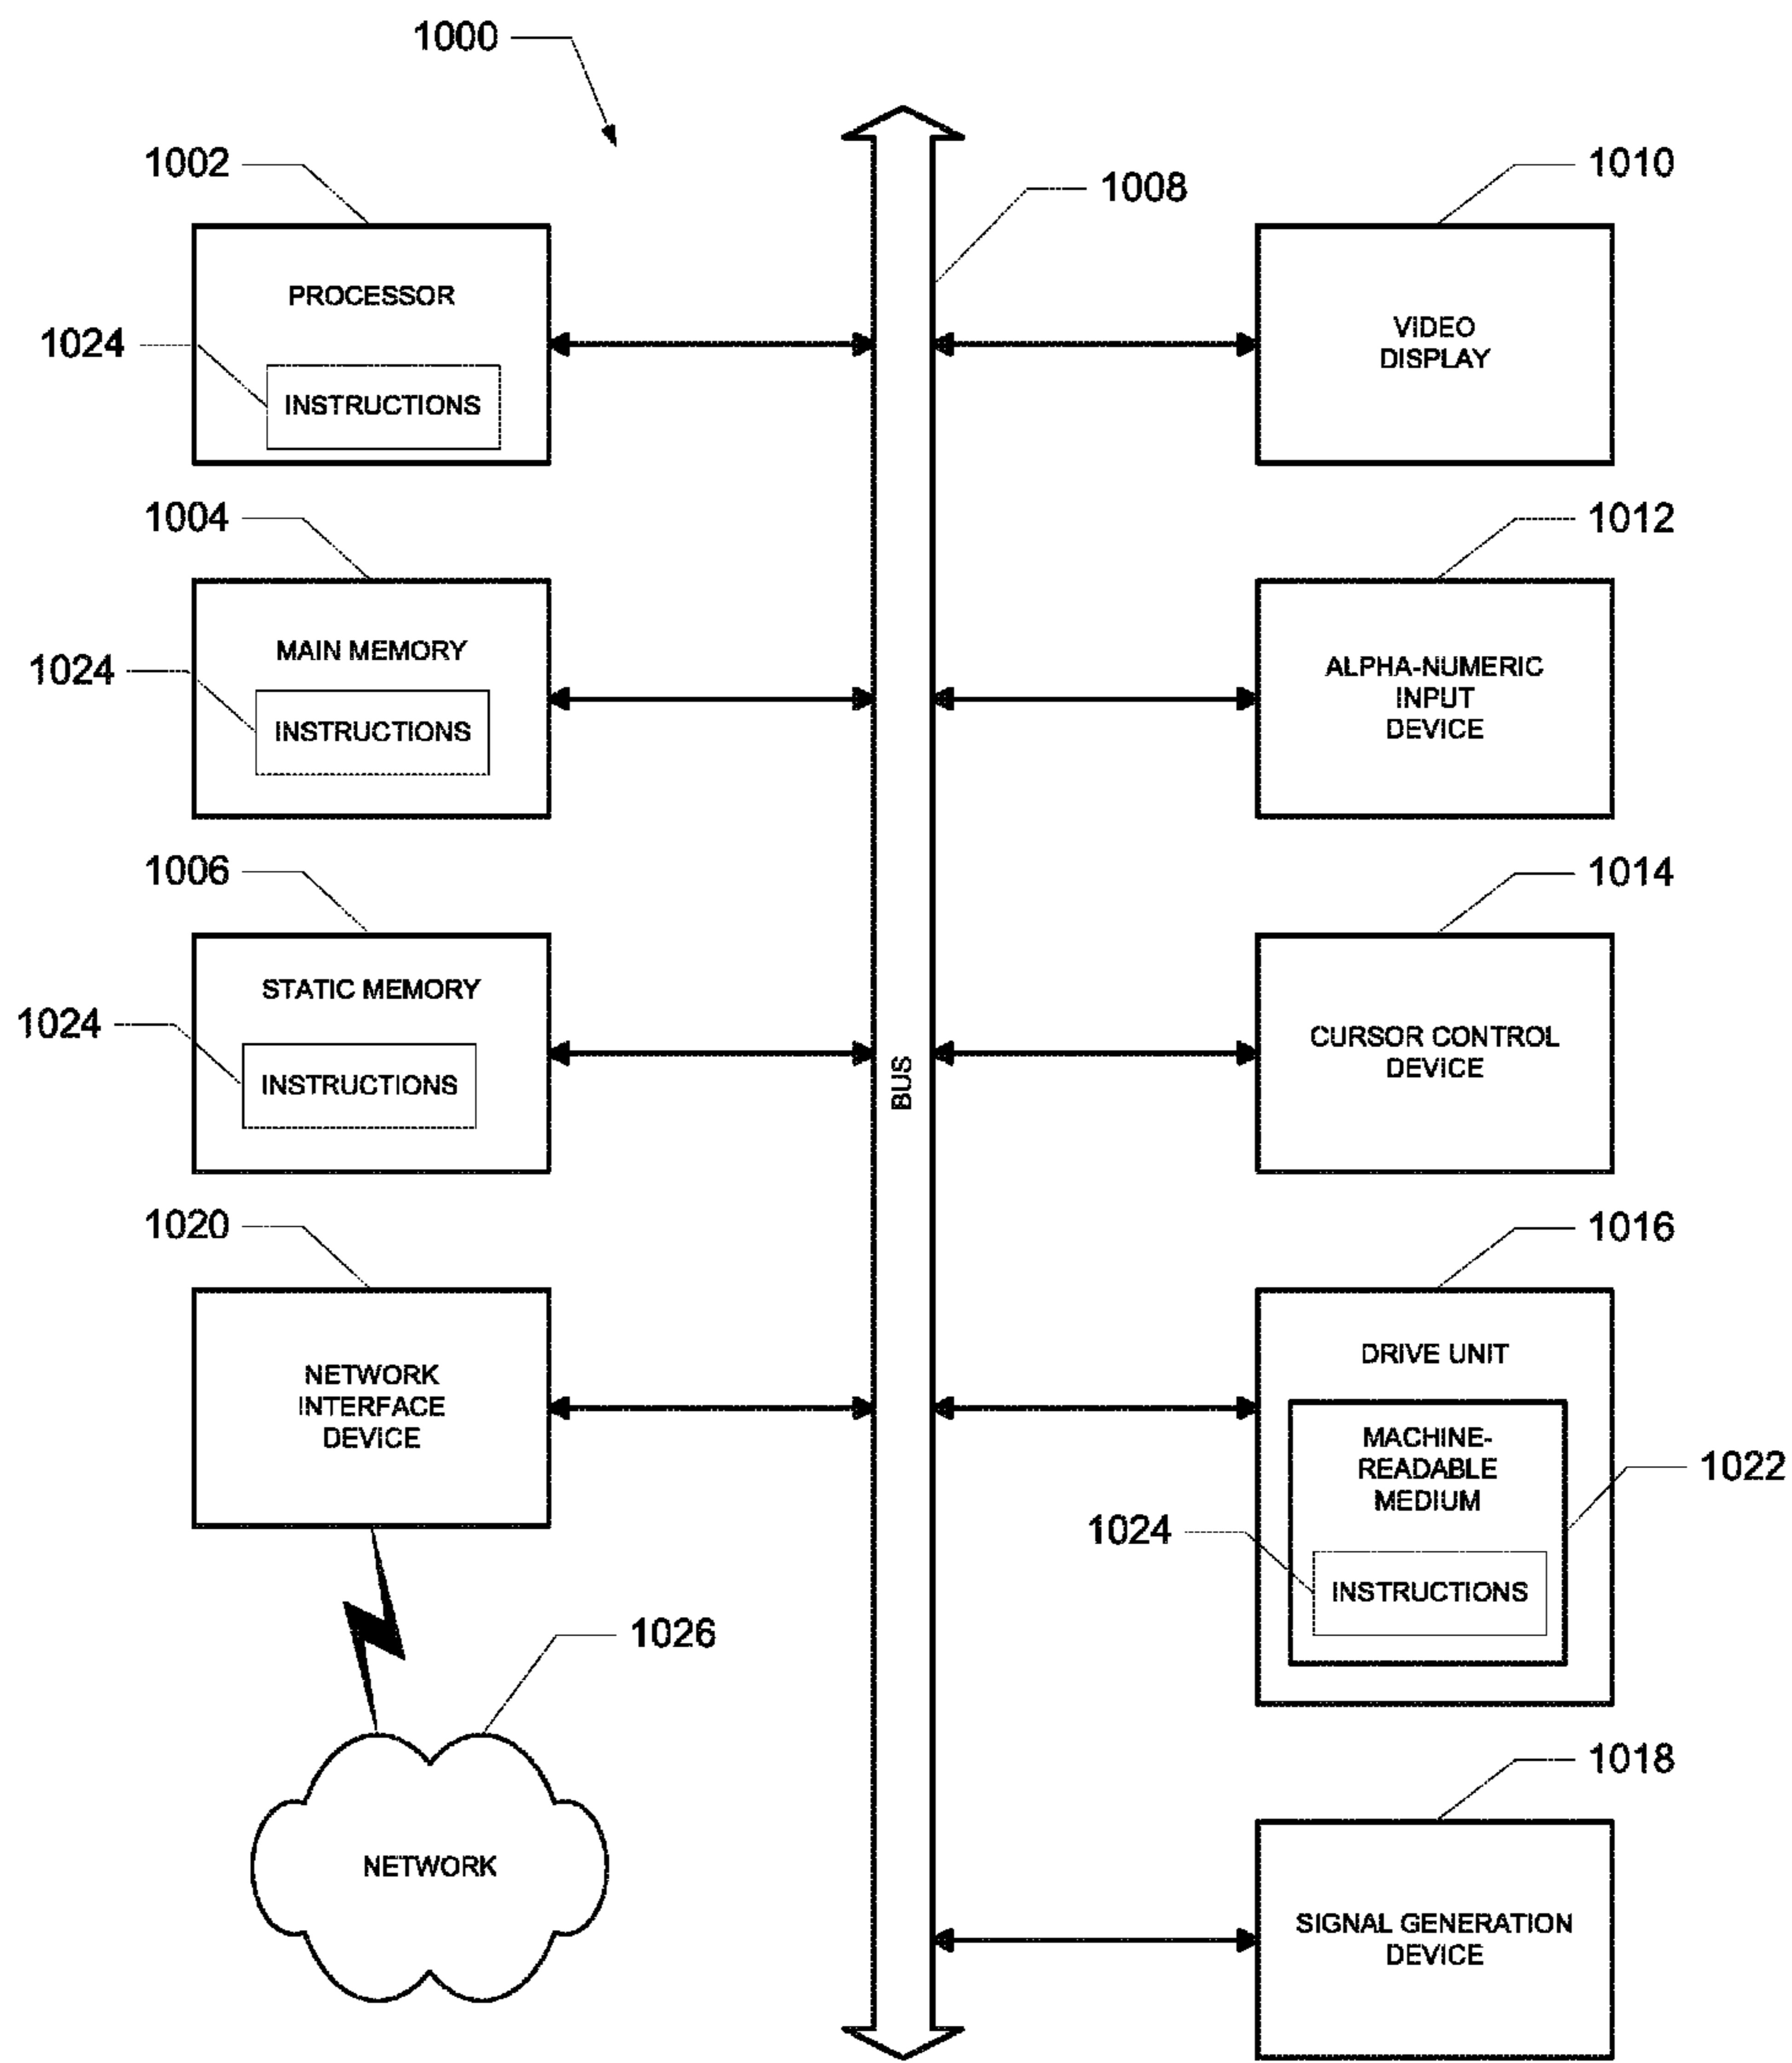 1000
1002
1008
1010
PROCESSOR
1024
INSTRUCTIONS
VIDEO
DISPLAY
1004
1012
MAIN MEMORY
1024
INSTRUCTIONS
ALPHA-NUMERIC
INPUT
DEVICE
1006
1014
STATIC MEMORY
1024
INSTRUCTIONS
BUS
CURSOR CONTROL
DEVICE
1020
1016
NETWORK
INTERFACE
DEVICE
DRIVE UNIT
MACHINE-
READABLE
MEDIUM
1022
1024
INSTRUCTIONS
1026
NETWORK
1018
SIGNAL GENERATION
DEVICE